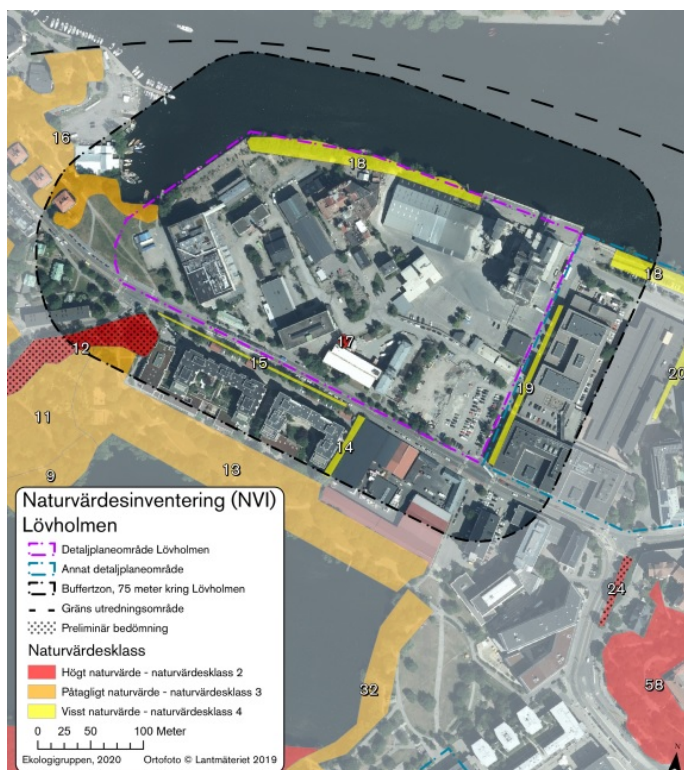 16
18
18
17
12
15
19
20
11
14
9
13
24
58
32
Naturvärdesinventering (NVI)
Lövholmen
Detaljplaneområde Lövholmen
Annat detaljplaneområde
Buffertzon, 75 meter kring Lövholmen
Gräns utredningsområde
Preliminär bedömning
Naturvärdesklass
Högt naturvärde - naturvärdesklass 2
Påtagligt naturvärde - naturvärdesklass 3
Visst naturvärde - naturvärdesklass 4
0 25 50 100 Meter
Ekologigruppen, 2020 Ortofoto © Lantmäteriet 2019
N